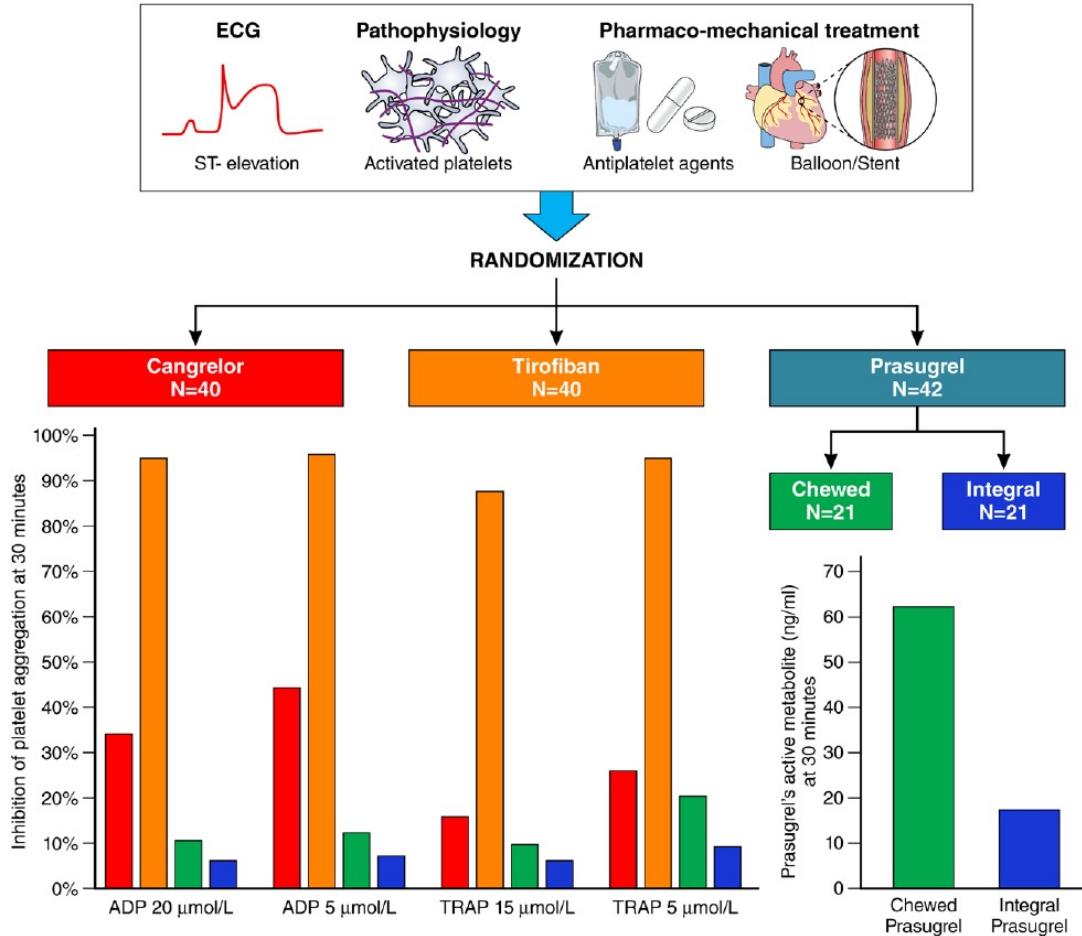 ECG
Pathophysiology
Pharmaco-mechanical treatment
ST- elevation
Activated platelets
Antiplatelet agents
Balloon/Stent
RANDOMIZATION
Cangrelor
N=40
Tirofiban
N=40
Prasugrel
N=42
Chewed
N=21
Integral
N=21
Inhibition of platelet aggregation at 30 minutes
100%
90%
80%
70%
60%
50%
40%
30%
20%
10%
0%
ADP 20 μmol/L
ADP 5 μmol/L
TRAP 15 μmol/L
TRAP 5 μmol/L
Prasugrel's active metabolite (ng/ml)
at 30 minutes
70
60
50
40
30
20
10
0
Chewed
Prasugrel
Integral
Prasugrel